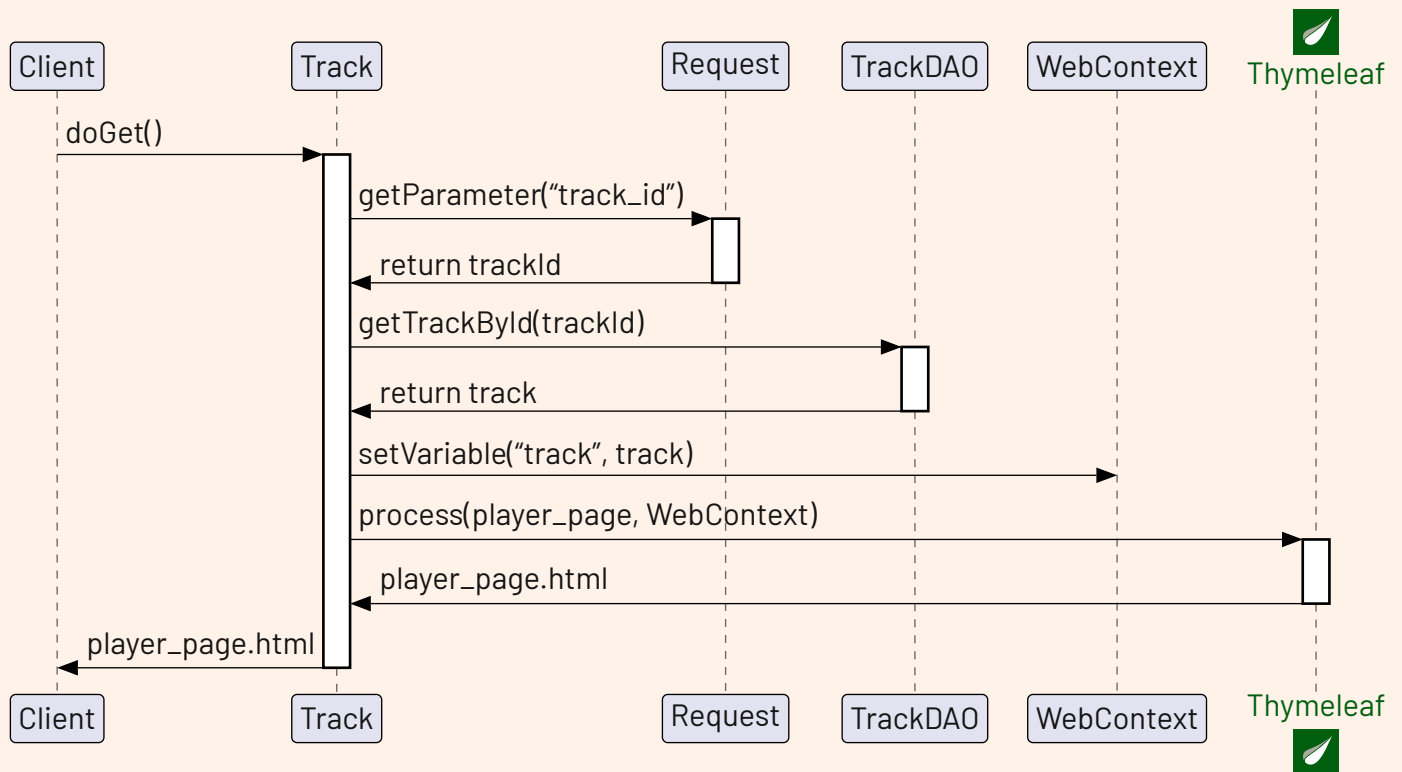 Client
Track
Request
TrackDAO
WebContext
Thymeleaf
doGet()
getParameter(“track_id”)
return trackId
getTrackById(trackId)
return track
setVariable(“track”, track)
process(player_page, WebContext)
player_page.html
player_page.html
Client
Track
Request
TrackDAO
WebContext
Thymeleaf